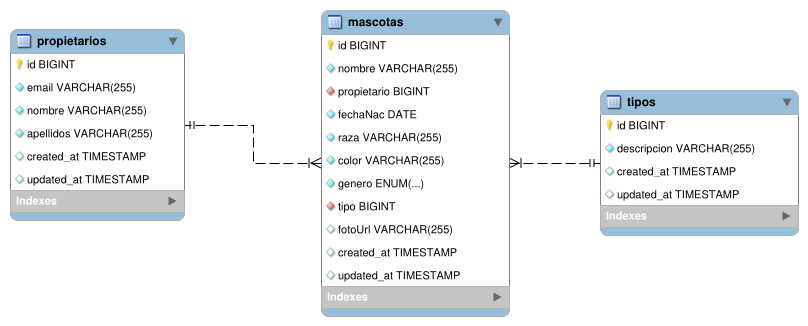 propietarios
id BIGINT
email VARCHAR(255)
nombre VARCHAR(255)
apellidos VARCHAR(255)
created_at TIMESTAMP
updated_at TIMESTAMP
Indexes
mascotas
id BIGINT
nombre VARCHAR(255)
propietario BIGINT
fechaNac DATE
raza VARCHAR(255)
color VARCHAR(255)
genero ENUM(...)
tipo BIGINT
fotoUrl VARCHAR(255)
created_at TIMESTAMP
updated_at TIMESTAMP
Indexes
tipos
id BIGINT
descripcion VARCHAR(255)
created_at TIMESTAMP
updated_at TIMESTAMP
Indexes